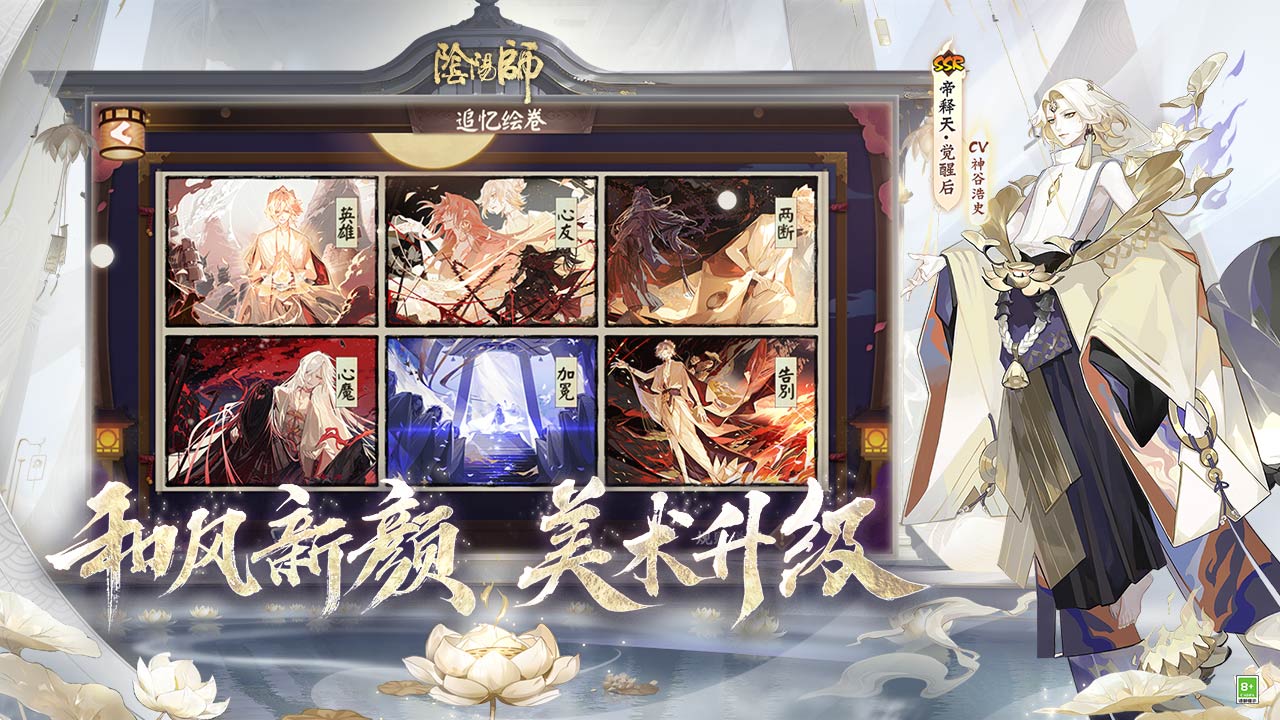 陰陽師
追忆绘卷
英雄
心友
两断
心魔
加冕
告别
SSR
帝释天·觉醒后
CV神谷浩史
和风新颜 美术升级
8+